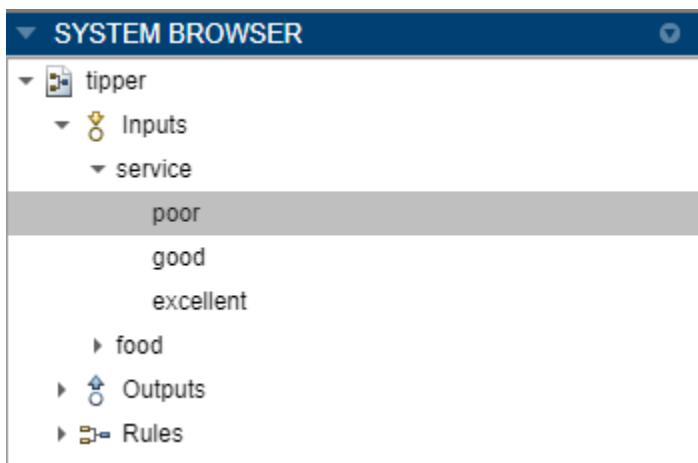 SYSTEM BROWSER
tipper
Inputs
service
poor
good
excellent
food
Outputs
Rules